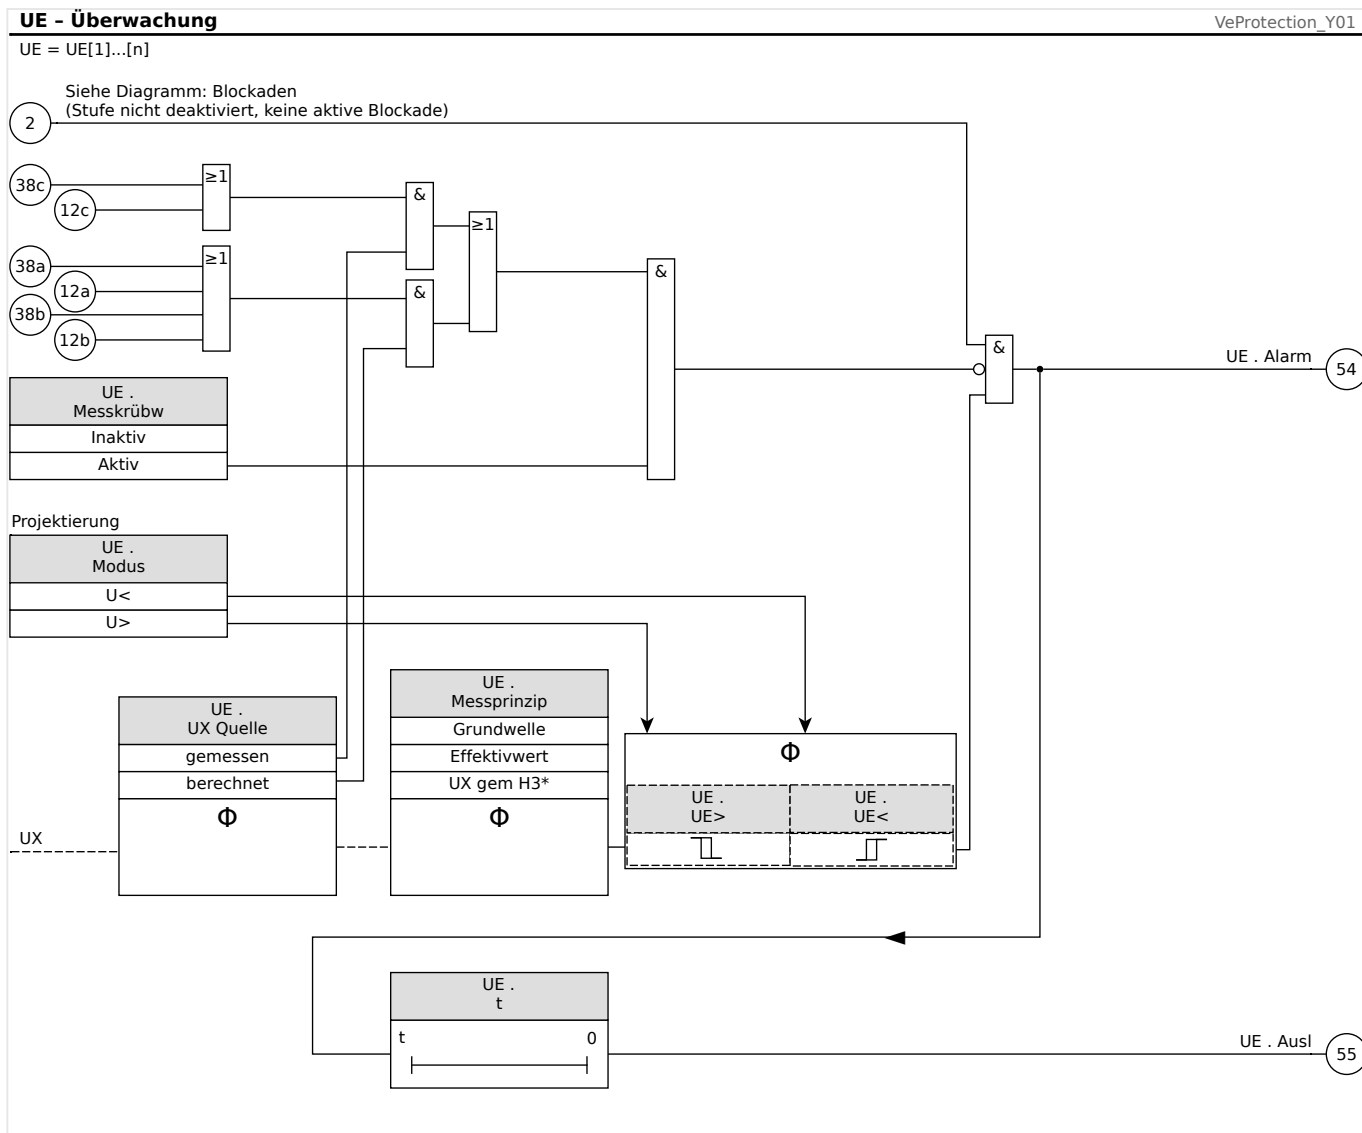 UE – Überwachung
VeProtection_Y01
UE = UE[1]...[n]
Siehe Diagramm: Blockaden
(Stufe nicht deaktiviert, keine aktive Blockade)
2
38c
12c
≥1
&
≥1
38a
12a
38b
12b
≥1
&
&
&
UE . Alarm
54
UE .
Messkrübw
Inaktiv
Aktiv
Projektierung
UE .
Modus
U<
U>
UE .
UX Quelle
gemessen
berechnet
Φ
UX
UE .
Messprinzip
Grundwelle
Effektivwert
UX gem H3*
Φ
Φ
UE .
UE>
UE .
UE<
UE .
t
t
0
UE . Ausl
55